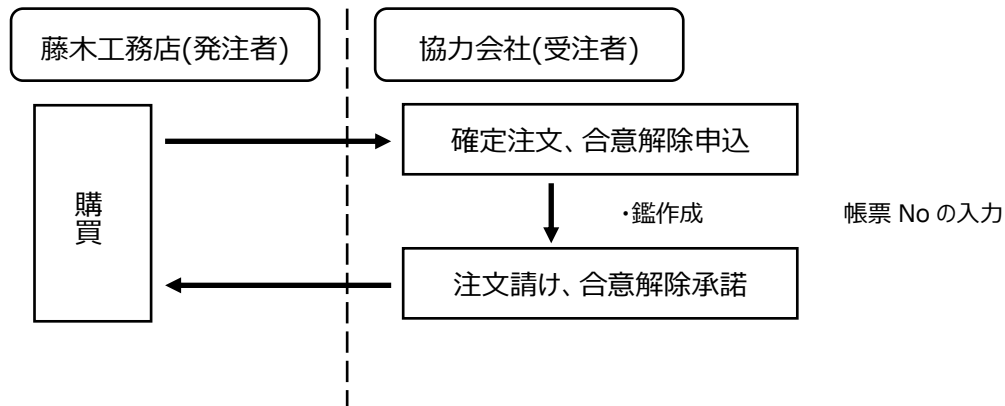 藤木工務店(発注者)
協力会社(受注者)
購買
確定注文、合意解除申込
・鑑作成
帳票 No の入力
注文請け、合意解除承諾